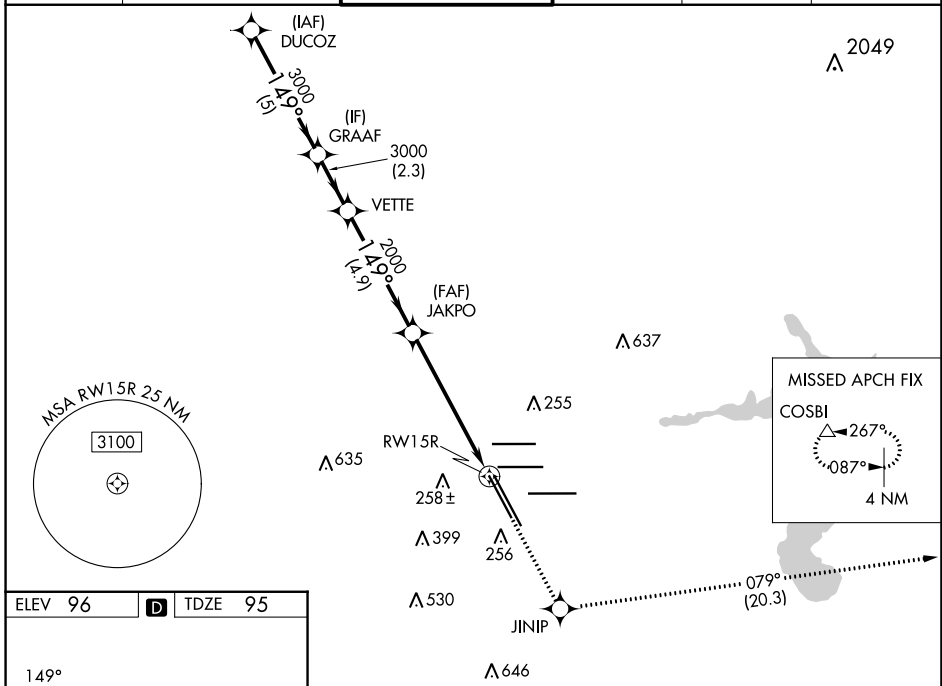 (IAF)
DUCOZ
2049
3000
149°
(5)
(IF)
GRAAF
3000
(2.3)
VETTE
2000
149°
(4.9)
(FAF)
JAKPO
637
MISSED APCH FIX
COSBI
267°
087°
4 NM
255
MSA RW15R 25 NM
3100
RW15R
635
258±
399
256
079°
(20.3)
530
JINIP
646
ELEV 96
D
TDZE 95
149°